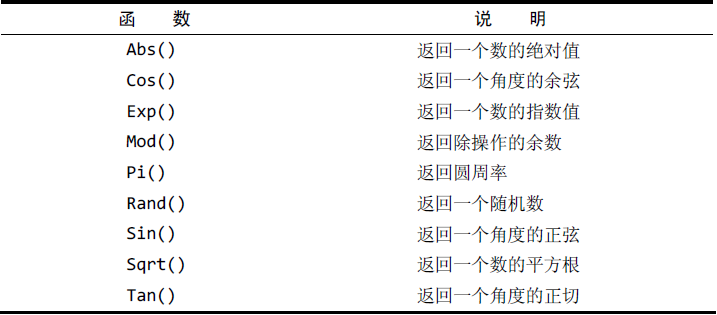 函 数 说 明
Abs() 返回一个数的绝对值
Cos() 返回一个角度的余弦
Exp() 返回一个数的指数值
Mod() 返回除操作的余数
Pi() 返回圆周率
Rand() 返回一个随机数
Sin() 返回一个角度的正弦
Sqrt() 返回一个数的平方根
Tan() 返回一个角度的正切